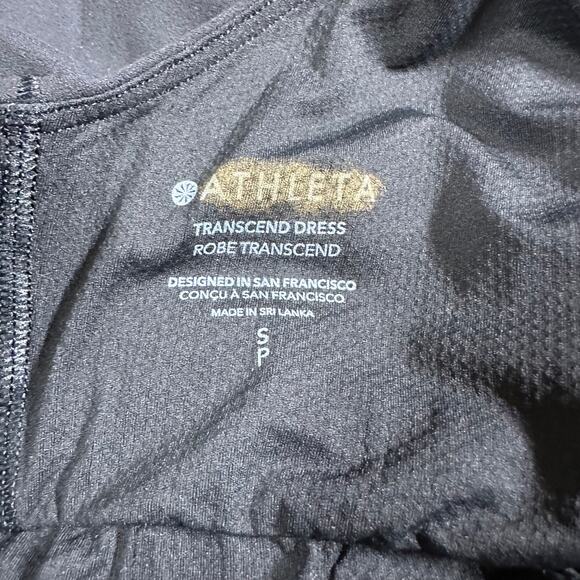 ATHLETA
TRANSCEND DRESS
ROBE TRANSCEND
DESIGNED IN SAN FRANCISCO
CONÇU À SAN FRANCISCO
MADE IN SRI LANKA
S
P